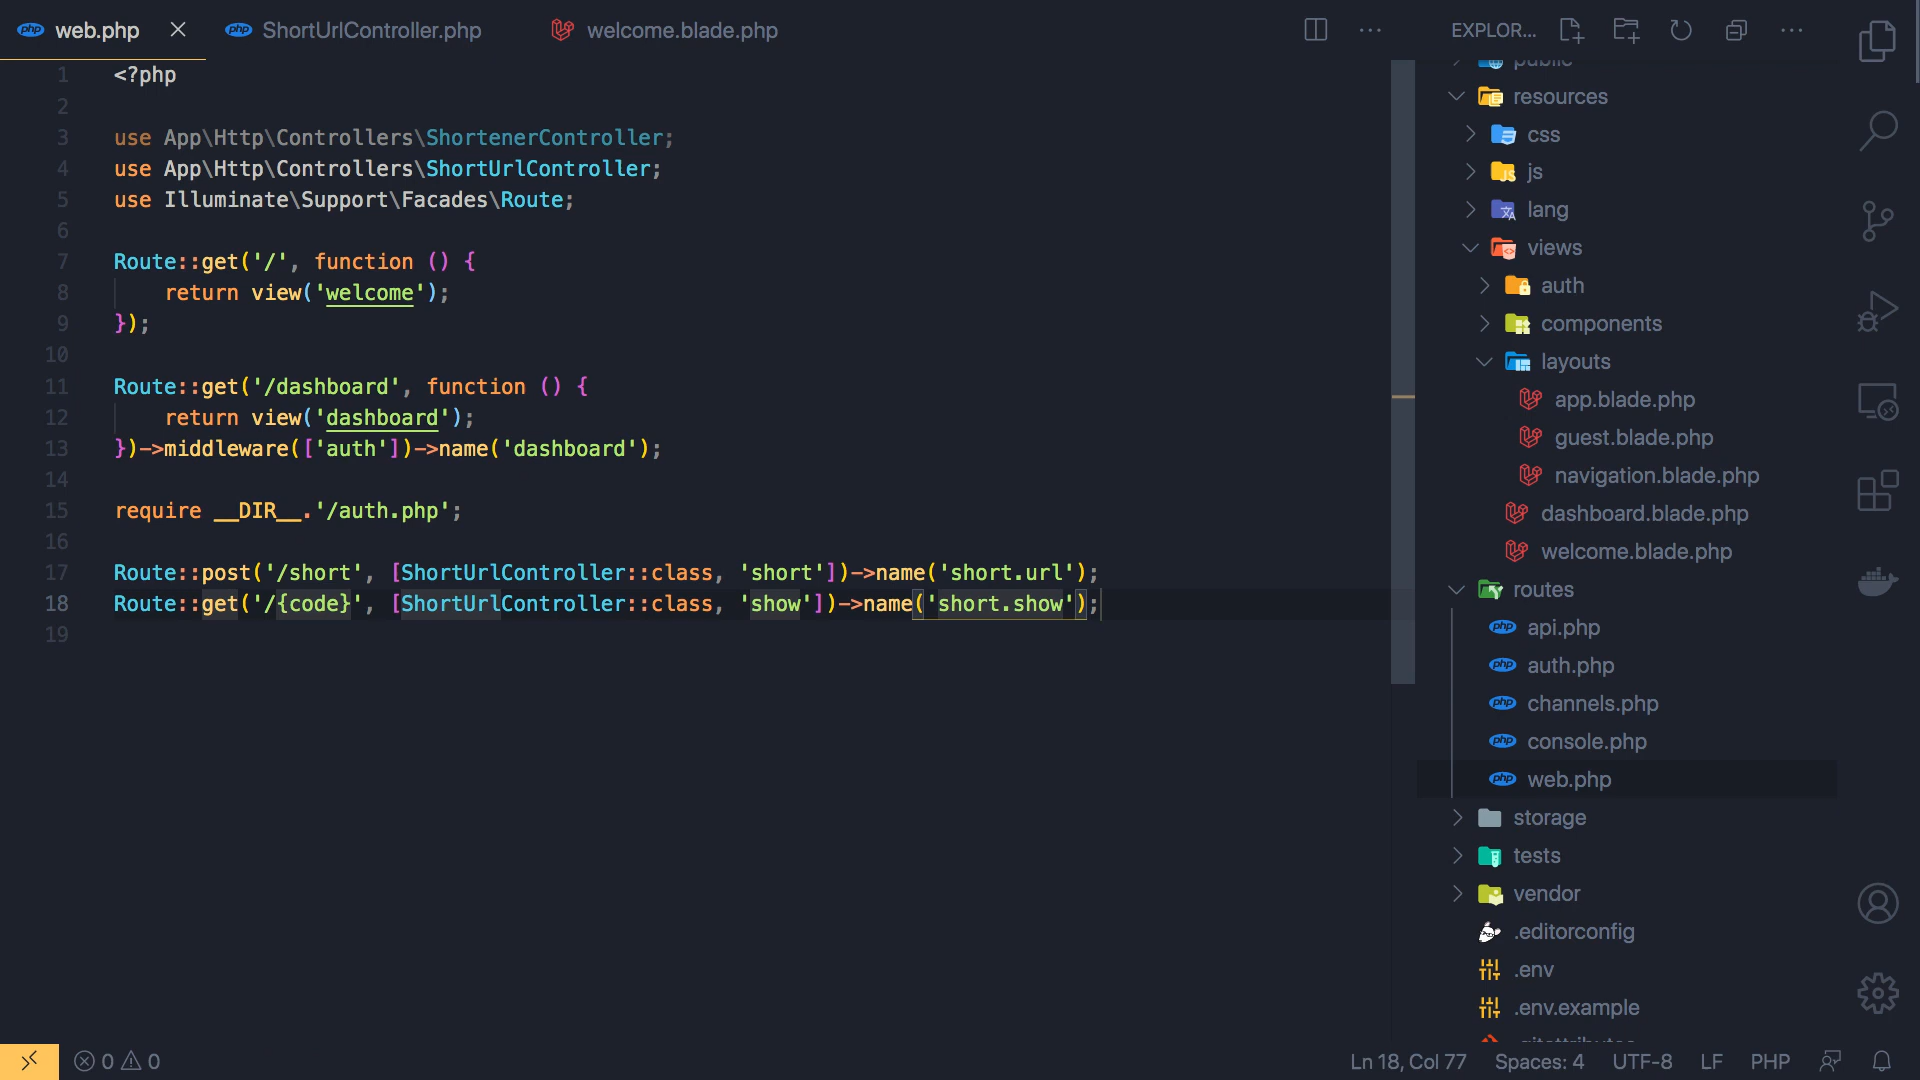 web.php
ShortUrlController.php
welcome.blade.php
EXPLOR...
1 <?php
2
3 use App\Http\Controllers\ShortenerController;
4 use App\Http\Controllers\ShortUrlController;
5 use Illuminate\Support\Facades\Route;
6
7 Route::get('/', function () {
8 return view('welcome');
9 });
10
11 Route::get('/dashboard', function () {
12 return view('dashboard');
13 })->middleware(['auth'])->name('dashboard');
14
15 require __DIR__.'/auth.php';
16
17 Route::post('/short', [ShortUrlController::class, 'short'])->name('short.url');
18 Route::get('/{code}', [ShortUrlController::class, 'show'])->name('short.show');
19
public
resources
css
js
lang
views
auth
components
layouts
app.blade.php
guest.blade.php
navigation.blade.php
dashboard.blade.php
welcome.blade.php
routes
api.php
auth.php
channels.php
console.php
web.php
storage
tests
vendor
.editorconfig
.env
.env.example
.gitattributes
0 0
Ln 18, Col 77
Spaces: 4
UTF-8
LF
PHP